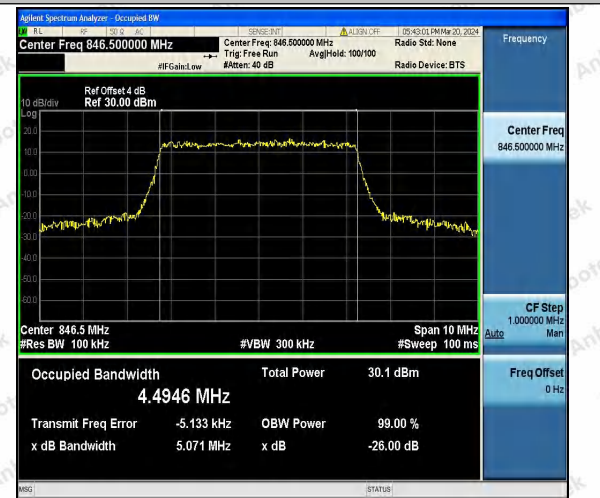 Agilent Spectrum Analyzer - Occupied BW
RL RF 50 Ω AC SENSE:INT ALIGN OFF 05:43:01 PM Mar 20, 2024
Center Freq 846.500000 MHz
Center Freq: 846.500000 MHz
Radio Std: None
Trig: Free Run Avg|Hold: 100/100
#IFGain:Low #Atten: 40 dB Radio Device: BTS
Ref Offset 4 dB
10 dB/div Ref 30.00 dBm
Log
20.0
10.0
0.00
-10.0
-20.0
-30.0
-40.0
-50.0
-60.0
Center 846.5 MHz Span 10 MHz
#Res BW 100 kHz #VBW 300 kHz #Sweep 100 ms
Occupied Bandwidth Total Power 30.1 dBm
4.4946 MHz
Transmit Freq Error -5.133 kHz OBW Power 99.00 %
x dB Bandwidth 5.071 MHz x dB -26.00 dB
MSG STATUS
Frequency
Center Freq
846.500000 MHz
CF Step
1.000000 MHz
Auto Man
Freq Offset
0 Hz